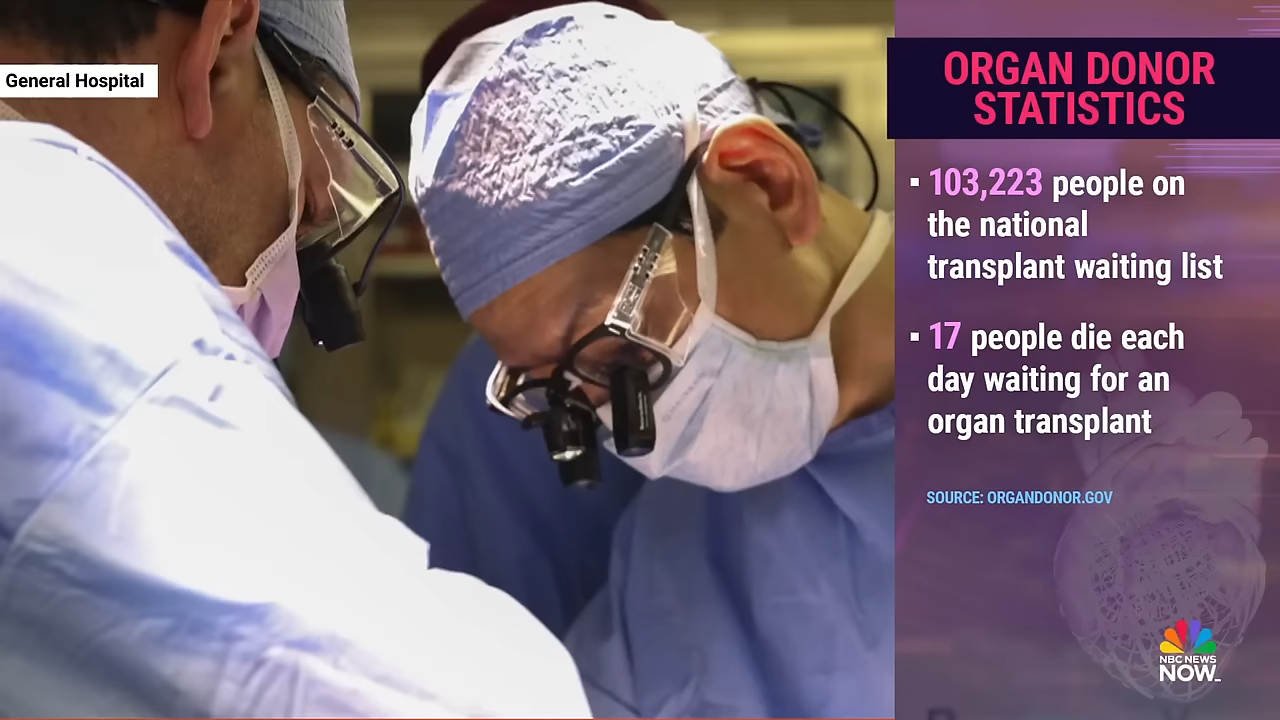 General Hospital
ORGAN DONOR
STATISTICS
▪ 103,223 people on
the national
transplant waiting list
▪ 17 people die each
day waiting for an
organ transplant
SOURCE: ORGANDONOR.GOV
NBC NEWS
NOW_